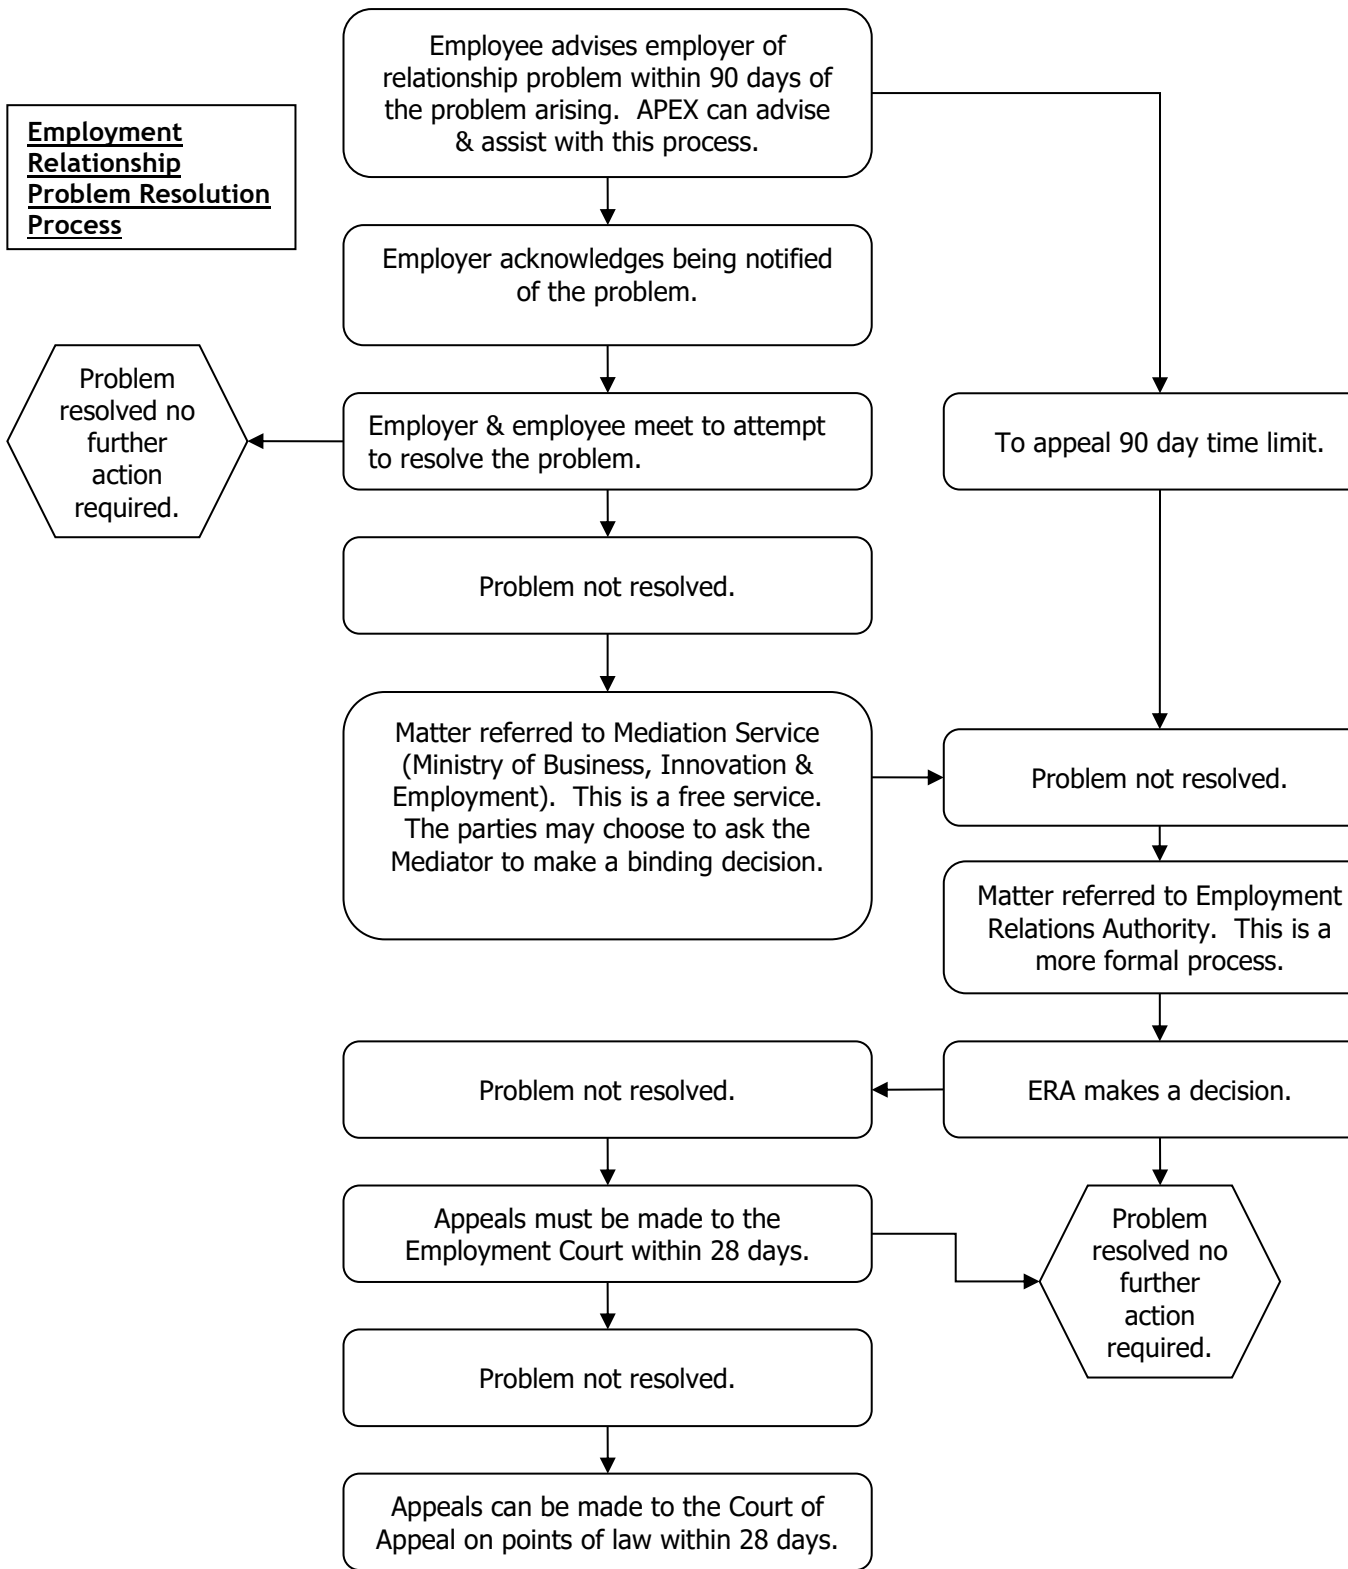 Employment
Relationship
Problem Resolution
Process
Employee advises employer of
relationship problem within 90 days of
the problem arising.  APEX can advise
& assist with this process.
Employer acknowledges being notified
of the problem.
Problem
resolved no
further
action
required.
Employer & employee meet to attempt
to resolve the problem.
To appeal 90 day time limit.
Problem not resolved.
Matter referred to Mediation Service
(Ministry of Business, Innovation &
Employment).  This is a free service.
The parties may choose to ask the
Mediator to make a binding decision.
Problem not resolved.
Matter referred to Employment
Relations Authority.  This is a
more formal process.
Problem not resolved.
ERA makes a decision.
Appeals must be made to the
Employment Court within 28 days.
Problem
resolved no
further
action
required.
Problem not resolved.
Appeals can be made to the Court of
Appeal on points of law within 28 days.